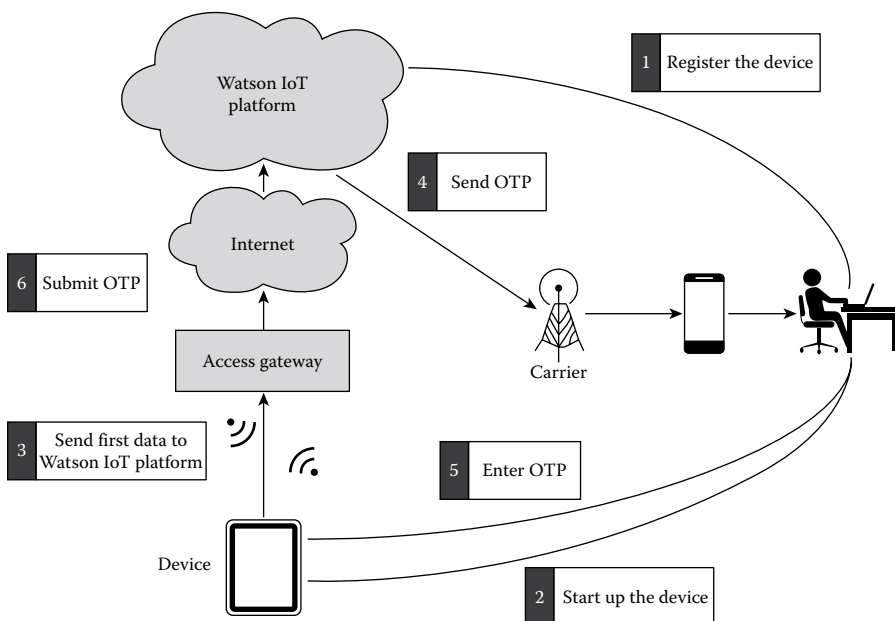 Watson IoT
platform
1 Register the device
4 Send OTP
Internet
6 Submit OTP
Access gateway
Carrier
3 Send first data to
Watson IoT platform
5 Enter OTP
Device
2 Start up the device